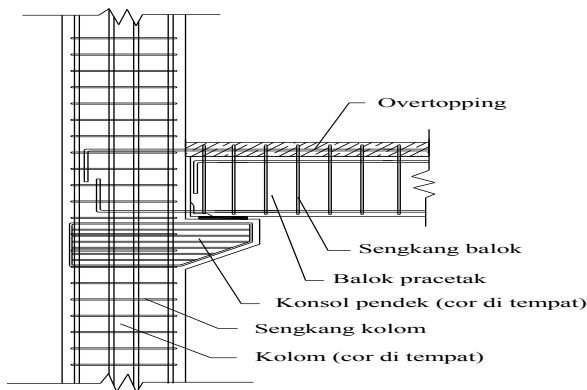 Overtopping
Sengkang balok
Balok pracetak
Konsol pendek (cor di tempat)
Sengkang kolom
Kolom (cor di tempat)